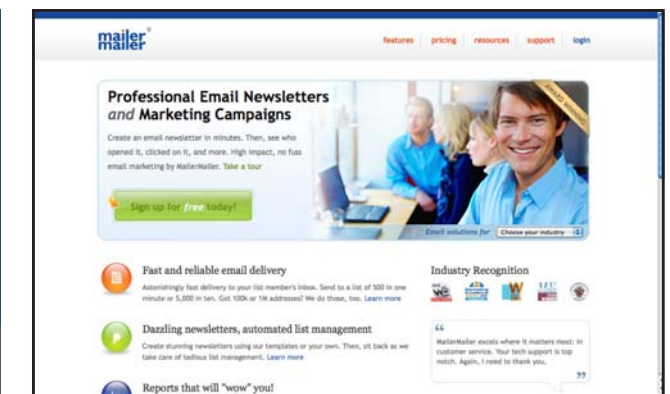 mailer
mailer
features pricing resources support login
Professional Email Newsletters
and Marketing Campaigns
AWARD WINNING
Create an email newsletter in minutes. Then, see who
opened it, clicked on it, and more. High impact, no fuss
email marketing by MailerMailer. Take a tour
Sign up for free today!
Email solutions for Choose your industry
Fast and reliable email delivery
Astonishingly fast delivery to your list member's inbox. Send to a list of 500 in one
minute or 5,000 in ten. Got 100k or 1M addresses? We do those, too. Learn more
Industry Recognition
Dazzling newsletters, automated list management
Create stunning newsletters using our templates or your own. Then, sit back as we
take care of tedious list management. Learn more
“
MailerMailer excels where it matters most: in
customer service. Your tech support is top
notch. Again, I need to thank you.
”
Reports that will "wow" you!